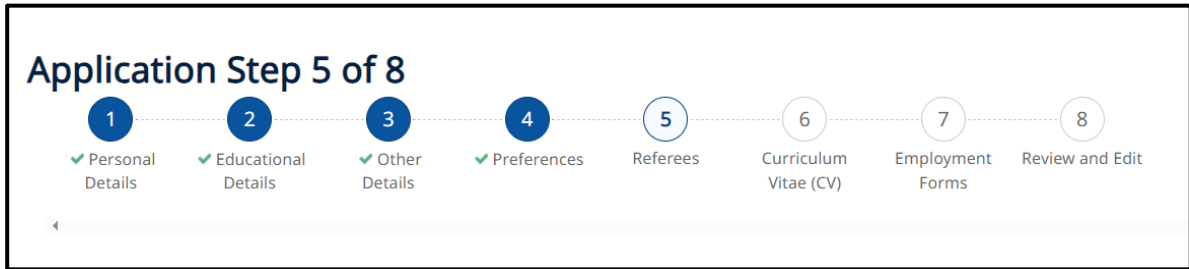 Application Step 5 of 8
1 2 3 4 5 6 7 8
✔ Personal ✔ Educational ✔ Other ✔ Preferences Referees Curriculum Employment Review and Edit
Details Details Details Vitae (CV) Forms